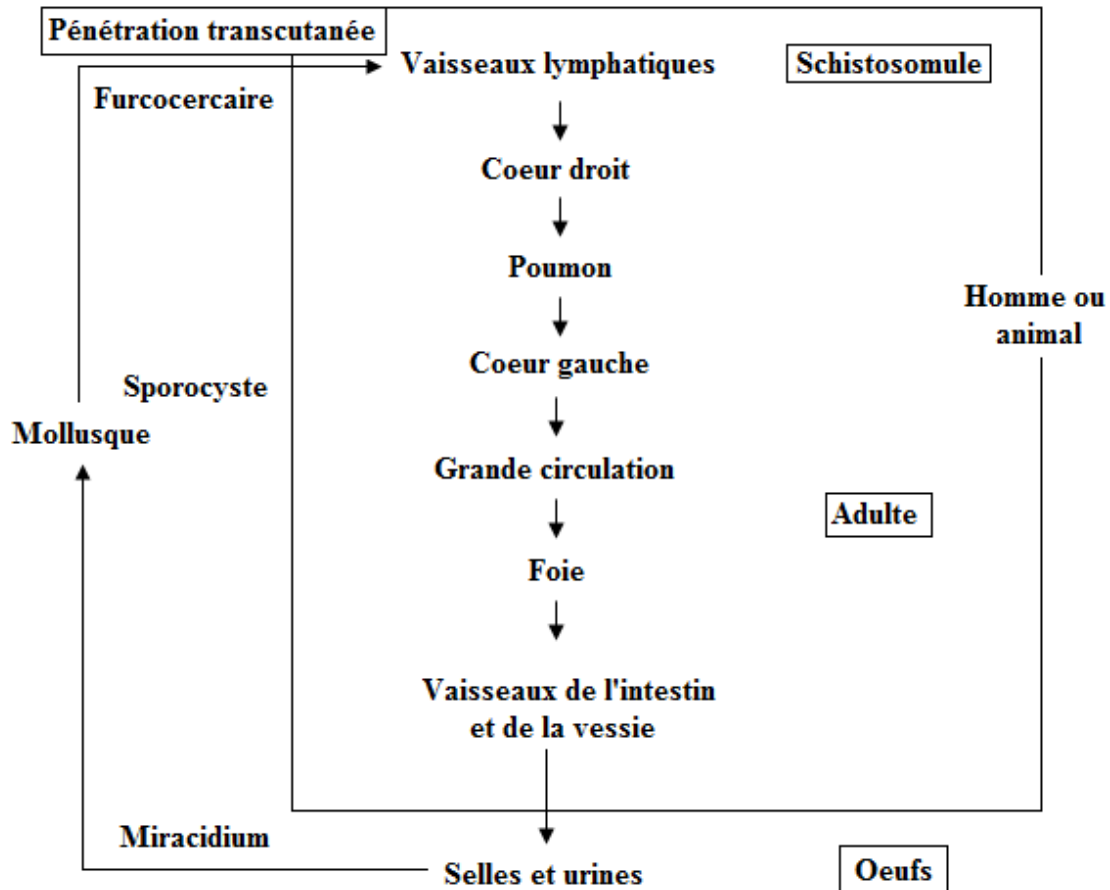 Pénétration transcutanée
Vaisseaux lymphatiques
Schistosomule
Furcocercaire
Coeur droit
Poumon
Homme ou
animal
Coeur gauche
Sporocyste
Mollusque
Grande circulation
Adulte
Foie
Vaisseaux de l'intestin
et de la vessie
Miracidium
Selles et urines
Oeufs